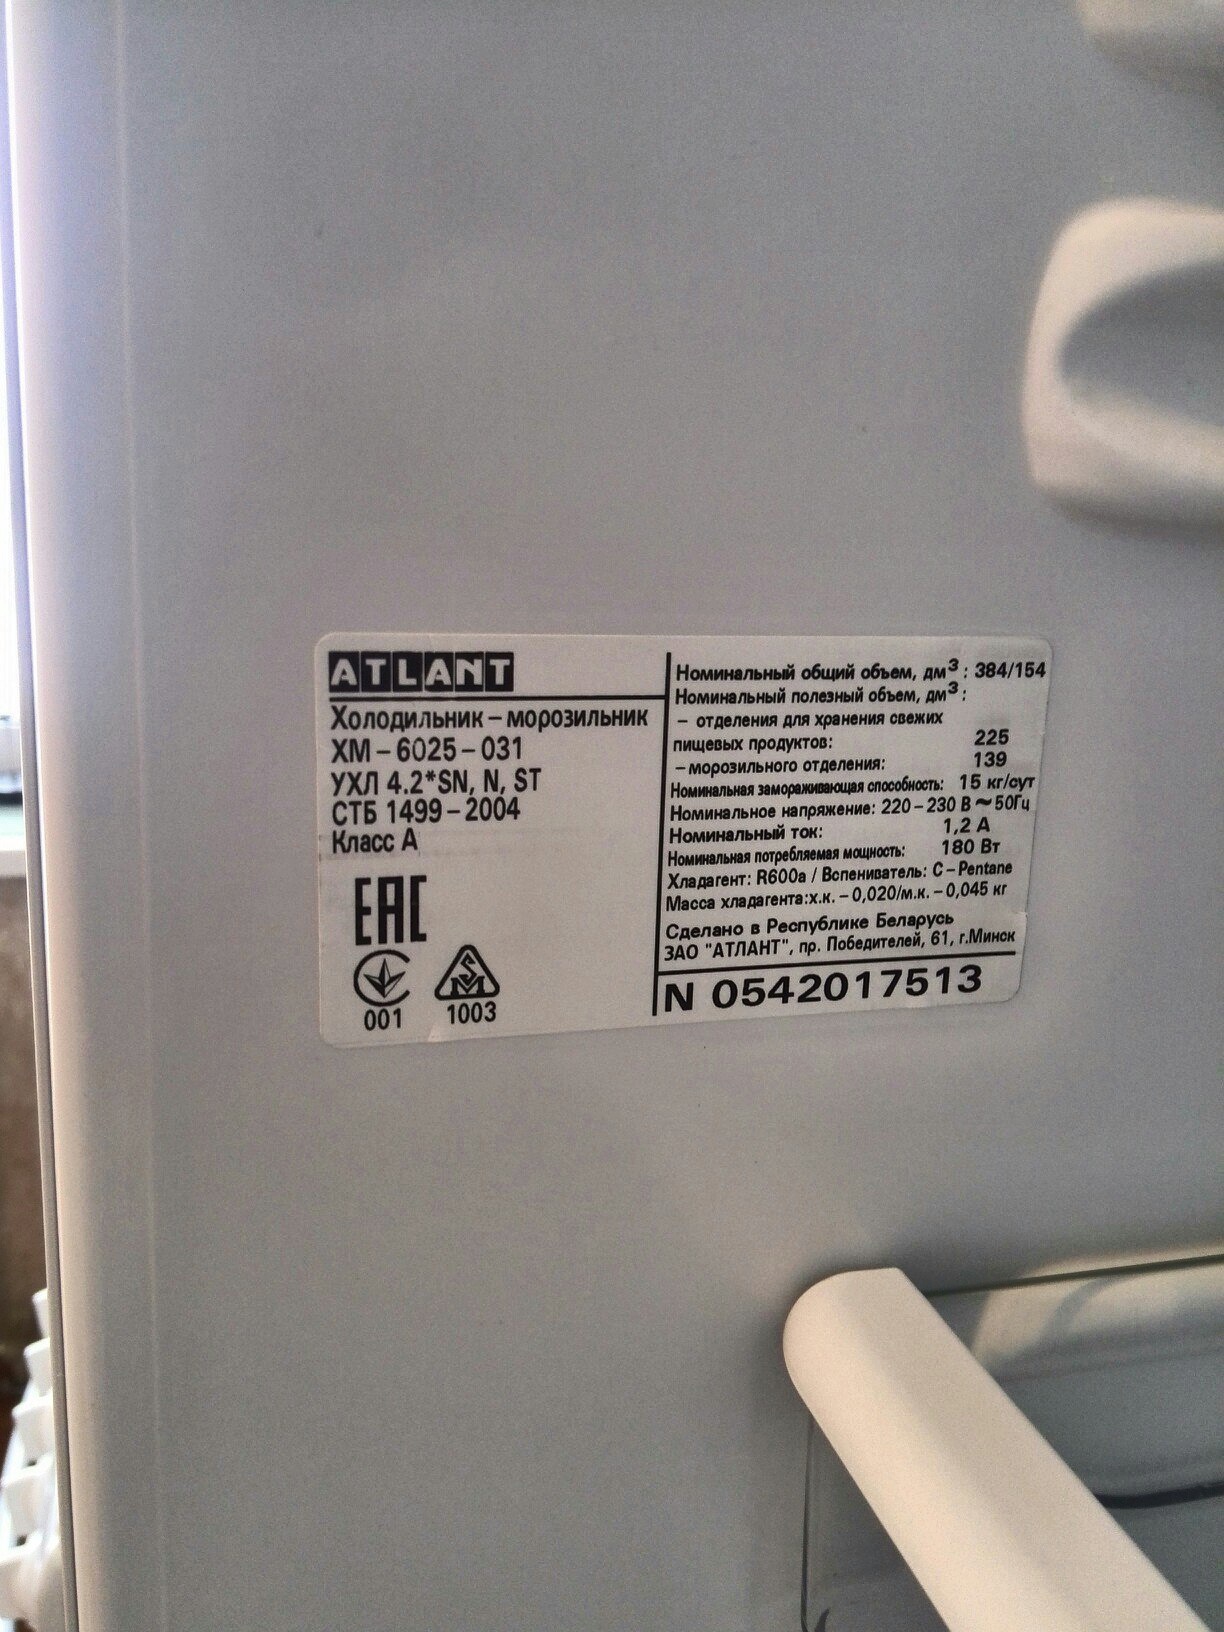 ATLANT
Холодильник – морозильник
ХМ – 6025 – 031
УХЛ 4.2*SN, N, ST
СТБ 1499 – 2004
Класс А
ЕАС
001
1003
Номинальный общий объем, дм³ : 384/154
Номинальный полезный объем, дм³ :
– отделения для хранения свежих
пищевых продуктов: 225
– морозильного отделения: 139
Номинальная замораживающая способность: 15 кг/сут
Номинальное напряжение: 220 – 230 В ~ 50Гц
Номинальный ток: 1,2 А
Номинальная потребляемая мощность: 180 Вт
Хладагент: R600a / Вспениватель: C – Pentane
Масса хладагента:х.к. – 0,020/м.к. – 0,045 кг
Сделано в Республике Беларусь
ЗАО "АТЛАНТ", пр. Победителей, 61, г.Минск
N 0542017513